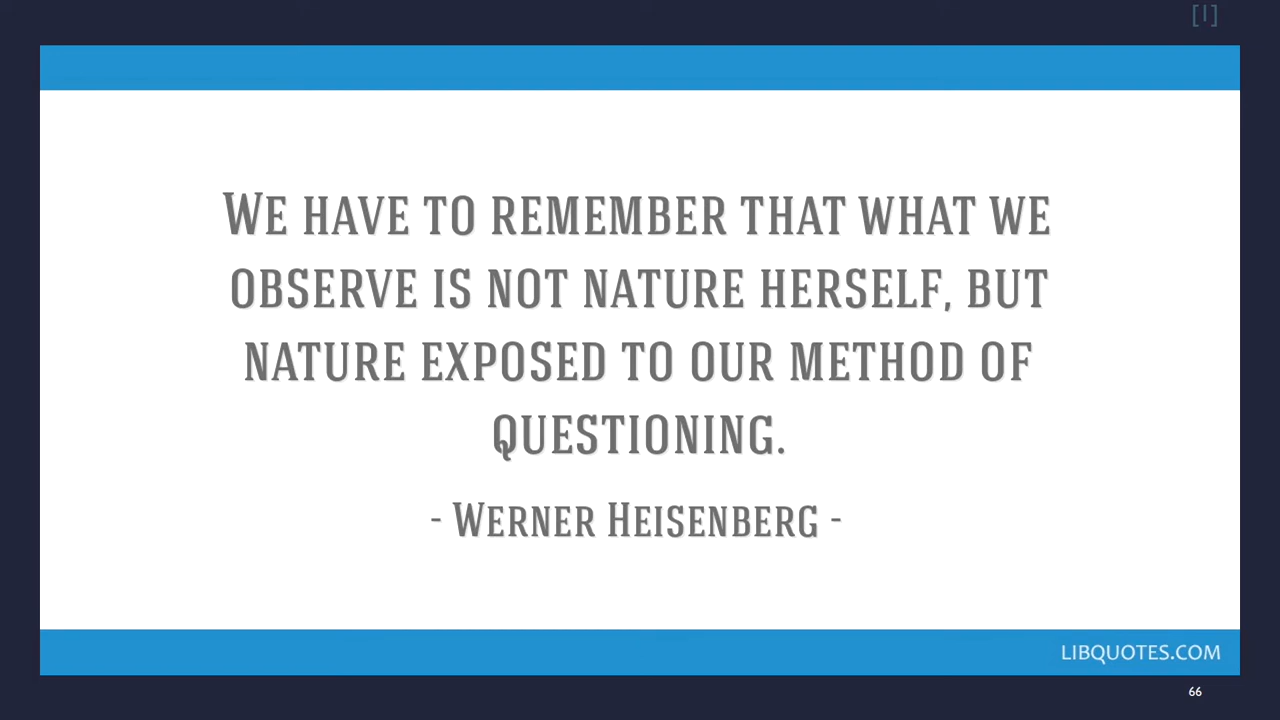 [I]
We have to remember that what we
observe is not nature herself, but
nature exposed to our method of
questioning.
- Werner Heisenberg -
LIBQUOTES.COM
66